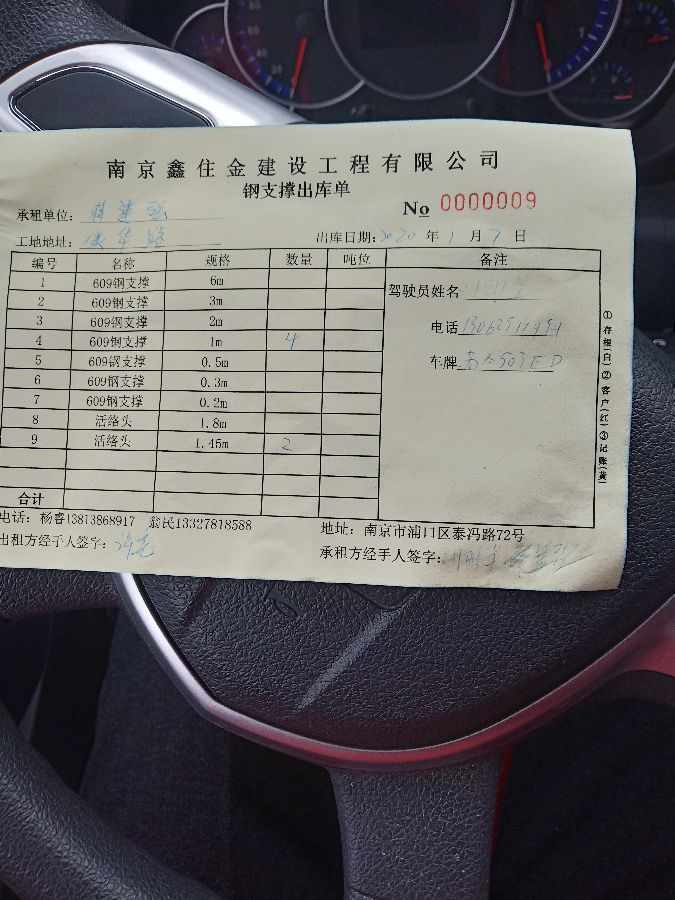 南京鑫住金建设工程有限公司
钢支撑出库单
No 0000009
承租单位:
工地地址: 出库日期: 2020 年 1 月 7 日
编号 名称 规格 数量 吨位 备注
1 609钢支撑 6m
2 609钢支撑 3m
3 609钢支撑 2m
4 609钢支撑 1m 4
5 609钢支撑 0.5m
6 609钢支撑 0.3m
7 609钢支撑 0.2m
8 活络头 1.8m
9 活络头 1.45m 2
合计
驾驶员姓名
电话
车牌
①存根(白)②客户(红)③记账(黄)
电话: 杨睿13813868917 翁民13327818588
地址: 南京市浦口区泰冯路72号
出租方经手人签字:
承租方经手人签字: